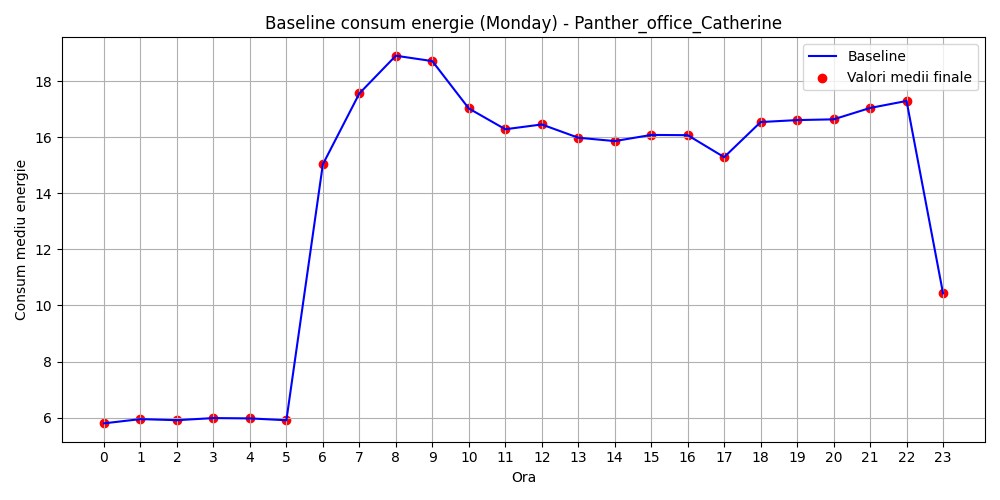 Baseline consum energie (Monday) - Panther_office_Catherine
Baseline
Valori medii finale
Consum mediu energie
18
16
14
12
10
8
6
0 1 2 3 4 5 6 7 8 9 10 11 12 13 14 15 16 17 18 19 20 21 22 23
Ora